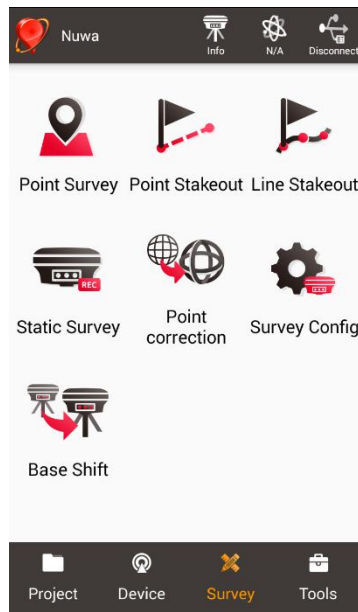 Nuwa
Info
N/A
Disconnect
Point Survey
Point Stakeout
Line Stakeout
REC
Static Survey
Point
correction
Survey Config
Base Shift
Project
Device
Survey
Tools